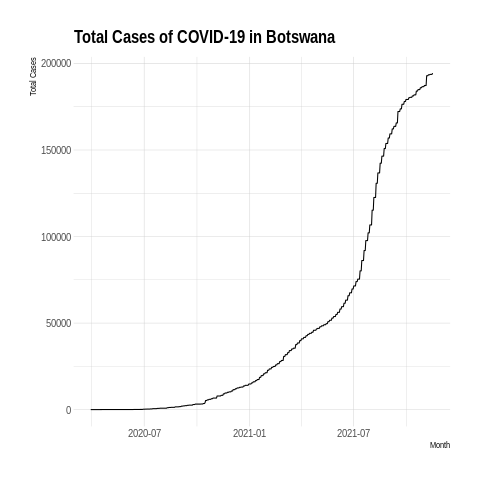 Total Cases of COVID-19 in Botswana
Total Cases
200000
150000
100000
50000
0
2020-07 2021-01 2021-07
Month